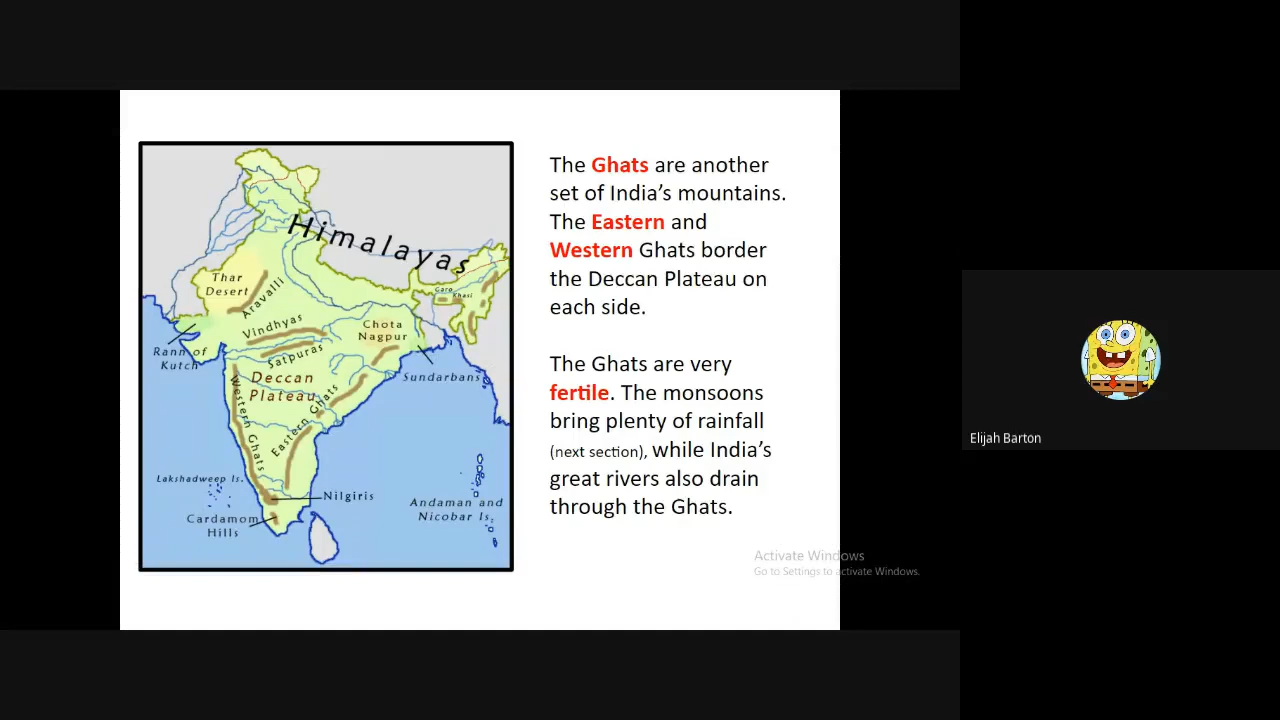 Himalayas
Thar
Desert
Aravalli
Garo
Khasi
Vindhyas
Chota
Nagpur
Rann of
Kutch
Satpuras
Sundarbans
Deccan
Plateau
Western Ghats
Eastern Ghats
Lakshadweep Is.
Nilgiris
Andaman and
Nicobar Is.
Cardamom
Hills
The Ghats are another
set of India’s mountains.
The Eastern and
Western Ghats border
the Deccan Plateau on
each side.
The Ghats are very
fertile. The monsoons
bring plenty of rainfall
(next section), while India’s
great rivers also drain
through the Ghats.
Activate Windows
Go to Settings to activate Windows.
Elijah Barton